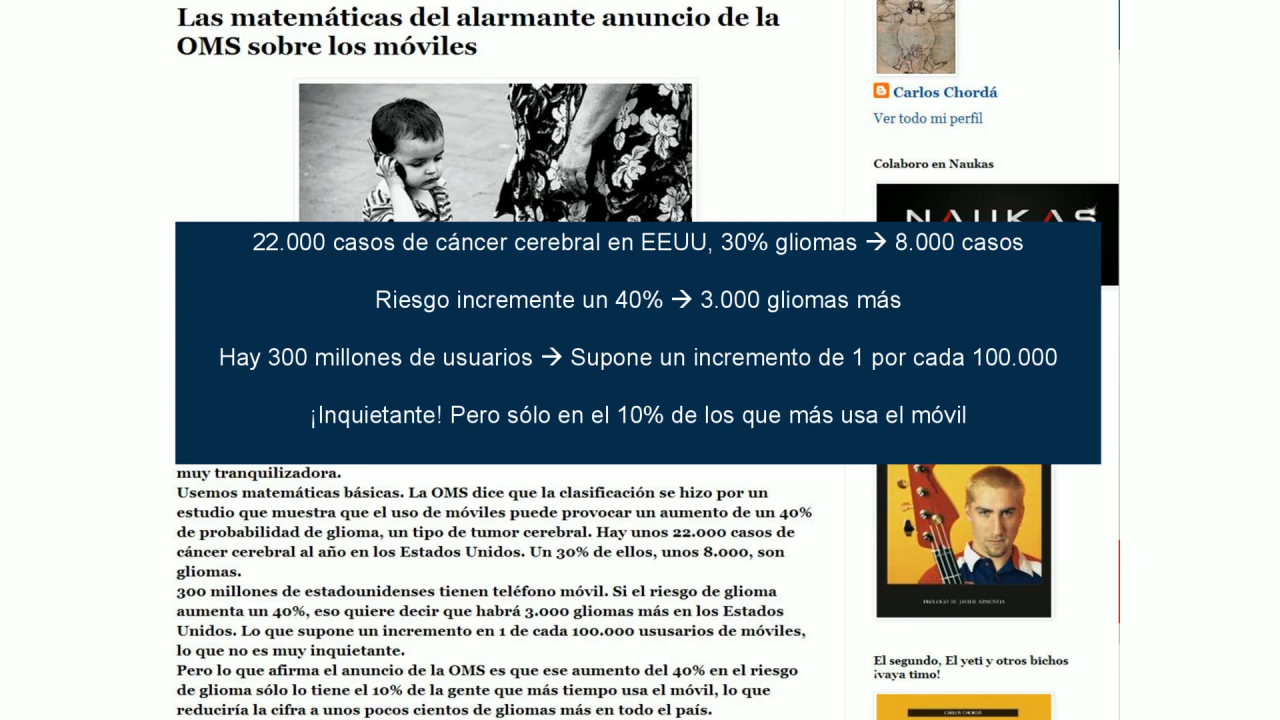 Las matemáticas del alarmante anuncio de la
OMS sobre los móviles
Carlos Chordá
Ver todo mi perfil
Colaboro en Naukas
NAUKAS
22.000 casos de cáncer cerebral en EEUU, 30% gliomas → 8.000 casos
Riesgo incremente un 40% → 3.000 gliomas más
Hay 300 millones de usuarios → Supone un incremento de 1 por cada 100.000
¡Inquietante! Pero sólo en el 10% de los que más usa el móvil
muy tranquilizadora.
Usemos matemáticas básicas. La OMS dice que la clasificación se hizo por un
estudio que muestra que el uso de móviles puede provocar un aumento de un 40%
de probabilidad de glioma, un tipo de tumor cerebral. Hay unos 22.000 casos de
cáncer cerebral al año en los Estados Unidos. Un 30% de ellos, unos 8.000, son
gliomas.
300 millones de estadounidenses tienen teléfono móvil. Si el riesgo de glioma
aumenta un 40%, eso quiere decir que habrá 3.000 gliomas más en los Estados
Unidos. Lo que supone un incremento en 1 de cada 100.000 ususarios de móviles,
lo que no es muy inquietante.
Pero lo que afirma el anuncio de la OMS es que ese aumento del 40% en el riesgo
de glioma sólo lo tiene el 10% de la gente que más tiempo usa el móvil, lo que
reduciría la cifra a unos pocos cientos de gliomas más en todo el país.
PRÓLOGO DE JAVIER ARMENTIA
El segundo, El yeti y otros bichos
¡vaya timo!
CARLOS CHORDÁ